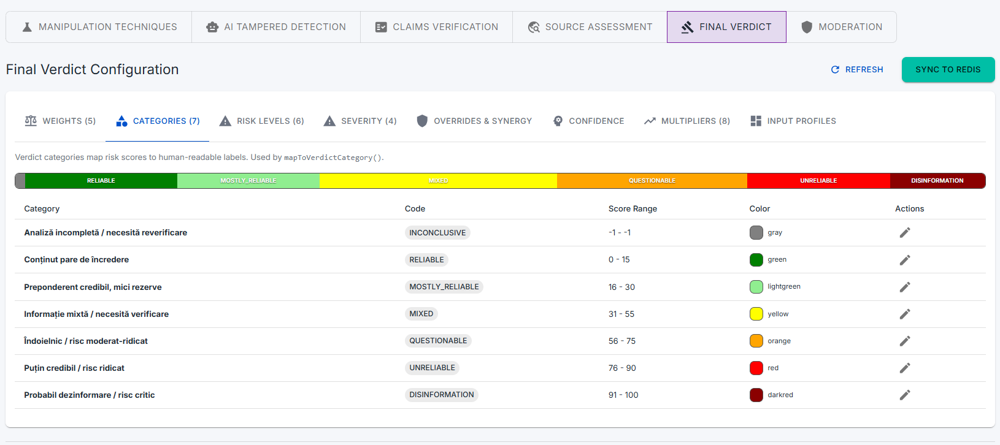 MANIPULATION TECHNIQUES AI TAMPERED DETECTION CLAIMS VERIFICATION SOURCE ASSESSMENT FINAL VERDICT MODERATION
Final Verdict Configuration REFRESH SYNC TO REDIS
WEIGHTS (5) CATEGORIES (7) RISK LEVELS (6) SEVERITY (4) OVERRIDES & SYNERGY CONFIDENCE MULTIPLIERS (8) INPUT PROFILES
Verdict categories map risk scores to human-readable labels. Used by mapToVerdictCategory().
RELIABLE MOSTLY_RELIABLE MIXED QUESTIONABLE UNRELIABLE DISINFORMATION
Category Code Score Range Color Actions
Analiză incompletă / necesită reverificare INCONCLUSIVE -1 - -1 gray
Conținut pare de încredere RELIABLE 0 - 15 green
Preponderent credibil, mici rezerve MOSTLY_RELIABLE 16 - 30 lightgreen
Informație mixtă / necesită verificare MIXED 31 - 55 yellow
Îndoielnic / risc moderat-ridicat QUESTIONABLE 56 - 75 orange
Puțin credibil / risc ridicat UNRELIABLE 76 - 90 red
Probabil dezinformare / risc critic DISINFORMATION 91 - 100 darkred